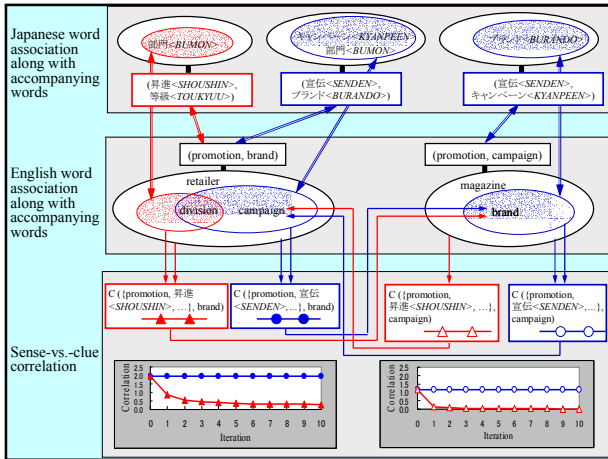 Japanese word
association
along with
accompanying
words
部門<BUMON>
キャンペーン<KYANPEEN>
部門<BUMON>
ブランド<BURANDO>
(昇進<SHOUSHIN>,
等級<TOUKYUU>)
(宣伝<SENDEN>,
ブランド<BURANDO>)
(宣伝<SENDEN>,
キャンペーン<KYANPEEN>)
English word
association
along with
accompanying
words
(promotion, brand)
(promotion, campaign)
retailer
magazine
division
campaign
brand
Sense-vs.-clue
correlation
C ({promotion, 昇進
<SHOUSHIN>, …}, brand)
C ({promotion, 宣伝
<SENDEN>,…}, brand)
C ({promotion, 昇進
<SHOUSHIN>, …},
campaign)
C ({promotion,
宣伝<SENDEN>,…},
campaign)
Correlation
2.5
2.0
1.5
1.0
0.5
0.0
0 1 2 3 4 5 6 7 8 9 10
Iteration
Correlation
2.5
2.0
1.5
1.0
0.5
0.0
0 1 2 3 4 5 6 7 8 9 10
Iteration